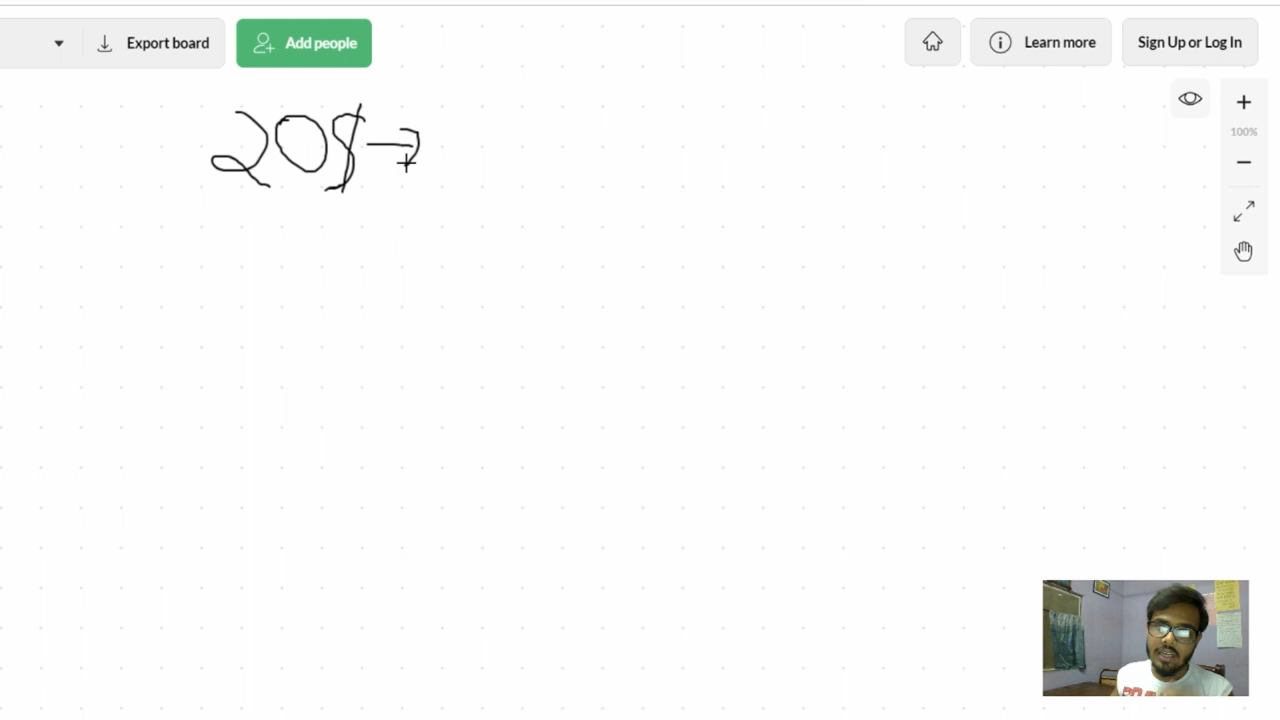 Export board
Add people
Learn more
Sign Up or Log In
100%
20$→